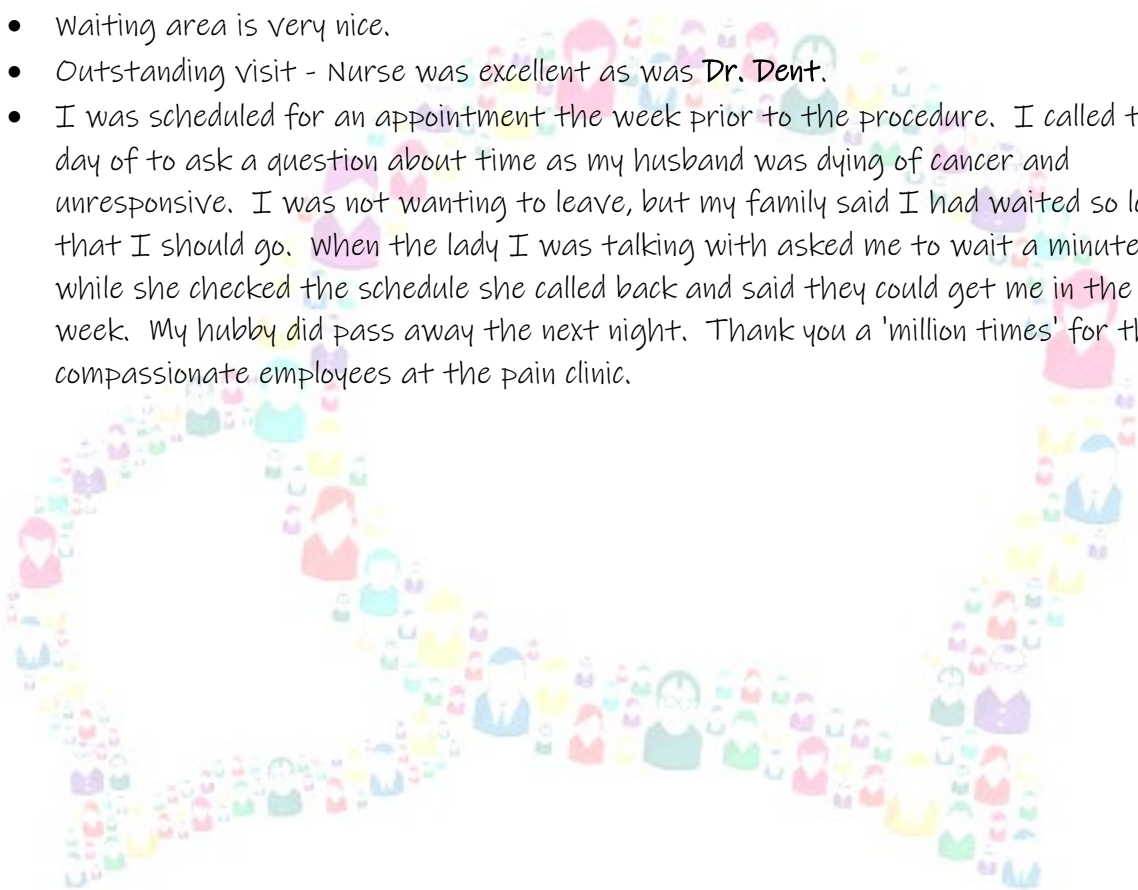 • Waiting area is very nice.
• Outstanding visit - Nurse was excellent as was Dr. Dent.
• I was scheduled for an appointment the week prior to the procedure. I called
day of to ask a question about time as my husband was dying of cancer and
unresponsive. I was not wanting to leave, but my family said I had waited so
that I should go. When the lady I was talking with asked me to wait a minute
while she checked the schedule she called back and said they could get me in the
week. My hubby did pass away the next night. Thank you a 'million times' for
compassionate employees at the pain clinic.